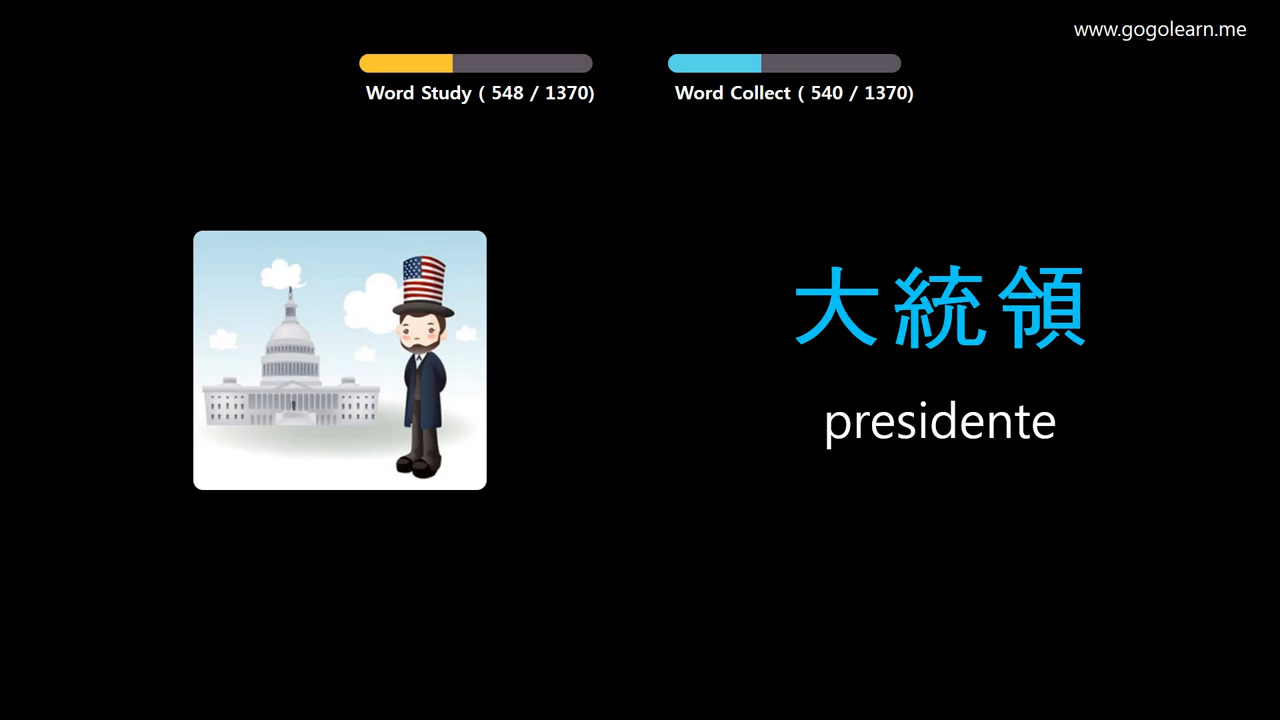 www.gogolearn.me
Word Study ( 548 / 1370)
Word Collect ( 540 / 1370)
大統領
presidente